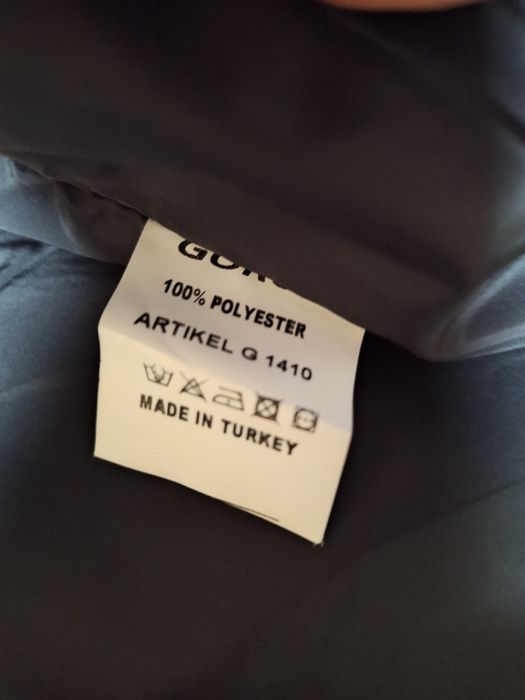 100% POLYESTER
ARTIKEL G 1410
MADE IN TURKEY